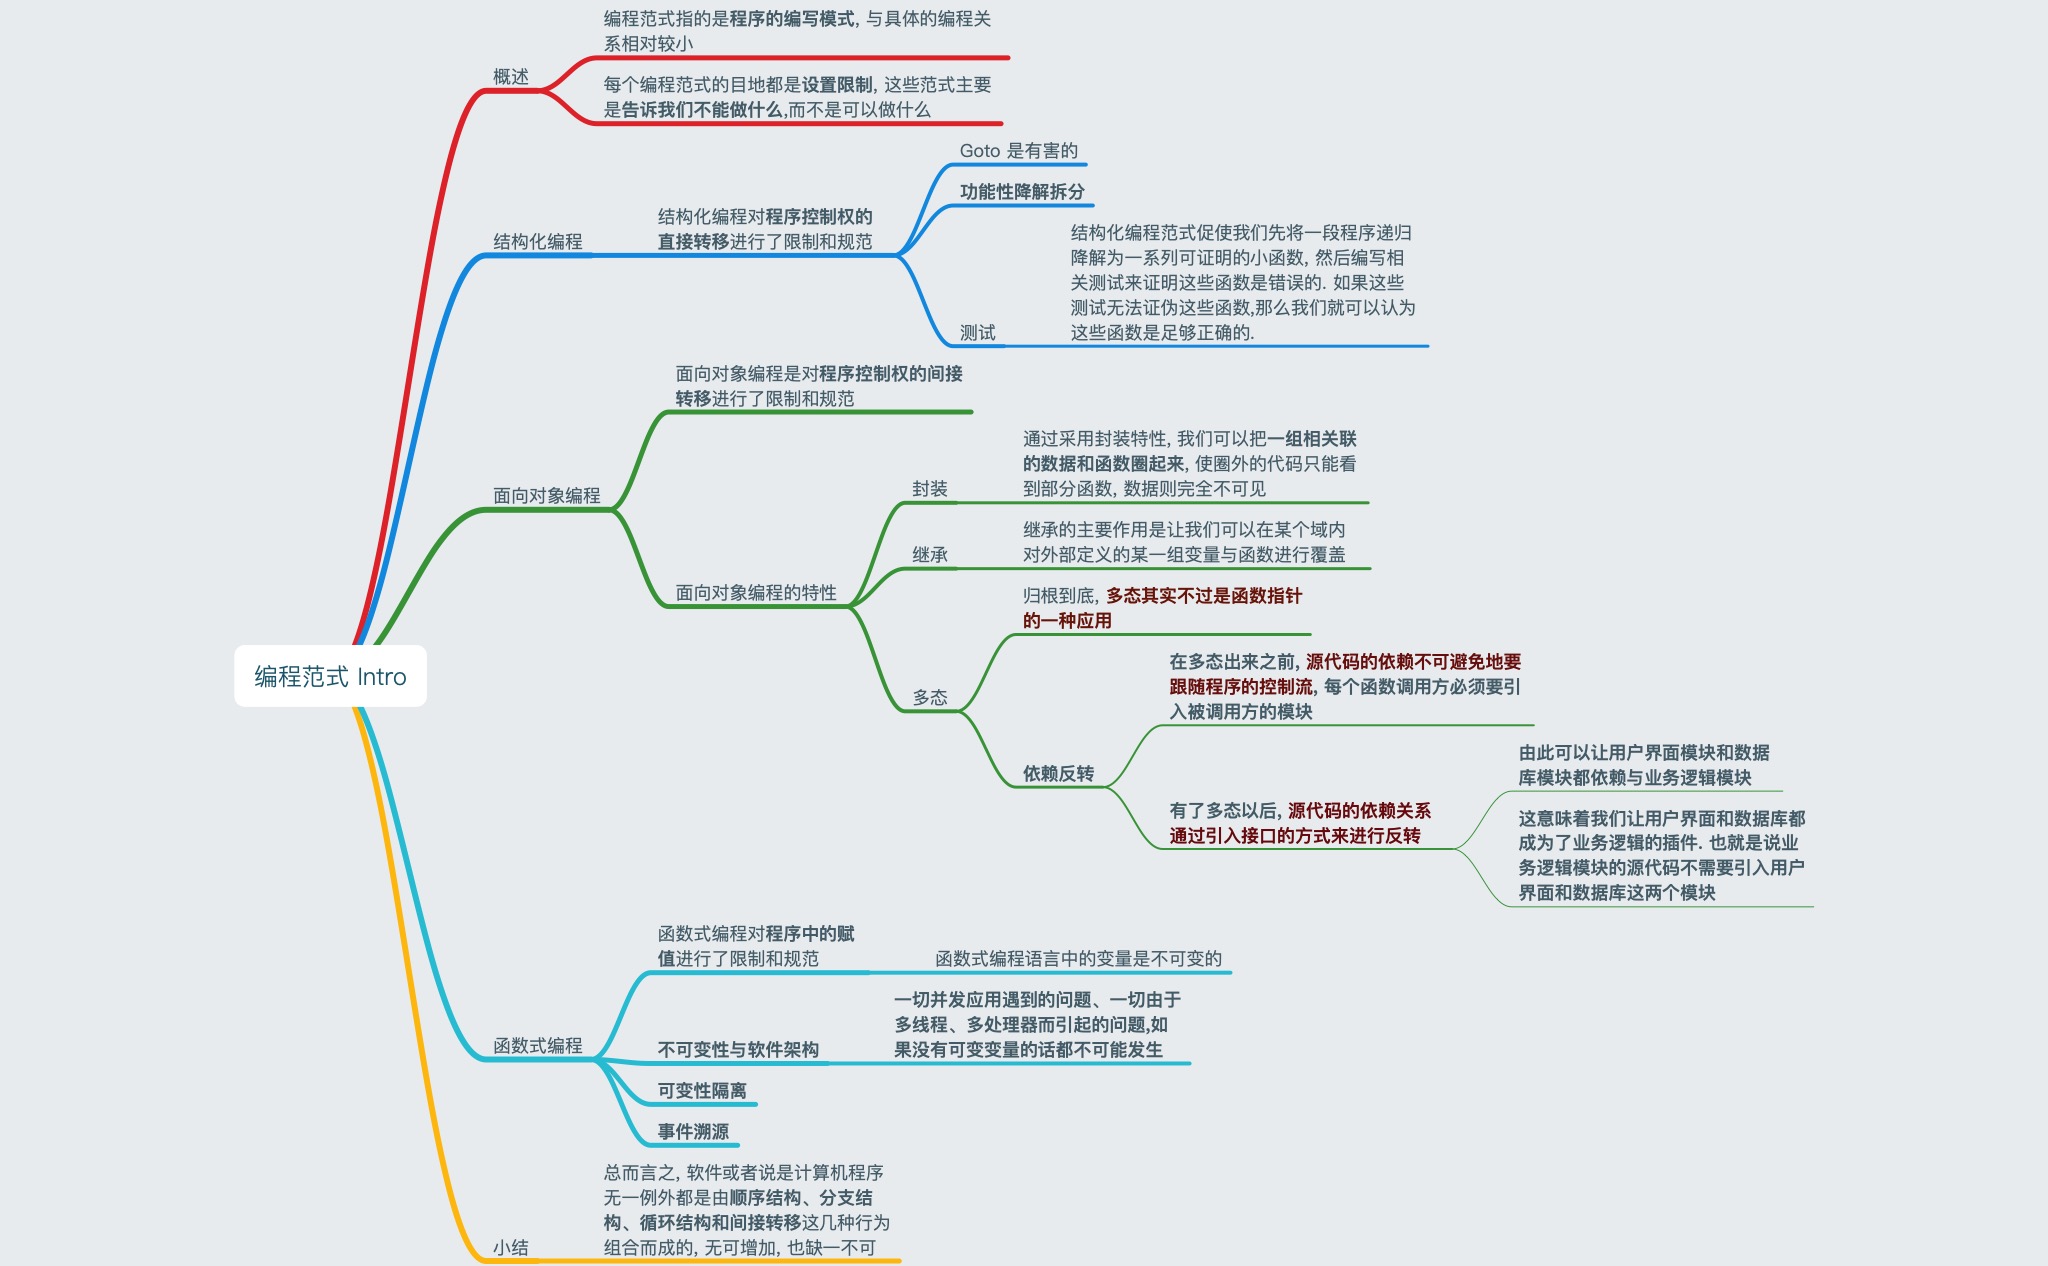 编程范式指的是程序的编写模式, 与具体的编程关
系相对较小
概述
每个编程范式的目地都是设置限制, 这些范式主要
是告诉我们不能做什么,而不是可以做什么
Goto 是有害的
功能性降解拆分
结构化编程对程序控制权的
直接转移进行了限制和规范
结构化编程
结构化编程范式促使我们先将一段程序递归
降解为一系列可证明的小函数, 然后编写相
关测试来证明这些函数是错误的. 如果这些
测试无法证伪这些函数,那么我们就可以认为
这些函数是足够正确的.
测试
面向对象编程是对程序控制权的间接
转移进行了限制和规范
面向对象编程
通过采用封装特性, 我们可以把一组相关联
的数据和函数圈起来, 使圈外的代码只能看
到部分函数, 数据则完全不可见
封装
继承的主要作用是让我们可以在某个域内
对外部定义的某一组变量与函数进行覆盖
继承
面向对象编程的特性
归根到底, 多态其实不过是函数指针
的一种应用
多态
在多态出来之前, 源代码的依赖不可避免地要
跟随程序的控制流, 每个函数调用方必须要引
入被调用方的模块
依赖反转
有了多态以后, 源代码的依赖关系
通过引入接口的方式来进行反转
由此可以让用户界面模块和数据
库模块都依赖与业务逻辑模块
这意味着我们让用户界面和数据库都
成为了业务逻辑的插件. 也就是说业
务逻辑模块的源代码不需要引入用户
界面和数据库这两个模块
编程范式 Intro
函数式编程对程序中的赋
值进行了限制和规范
函数式编程语言中的变量是不可变的
函数式编程
不可变性与软件架构
一切并发应用遇到的问题、一切由于
多线程、多处理器而引起的问题,如
果没有可变变量的话都不可能发生
可变性隔离
事件溯源
总而言之, 软件或者说是计算机程序
无一例外都是由顺序结构、分支结
构、循环结构和间接转移这几种行为
组合而成的, 无可增加, 也缺一不可
小结